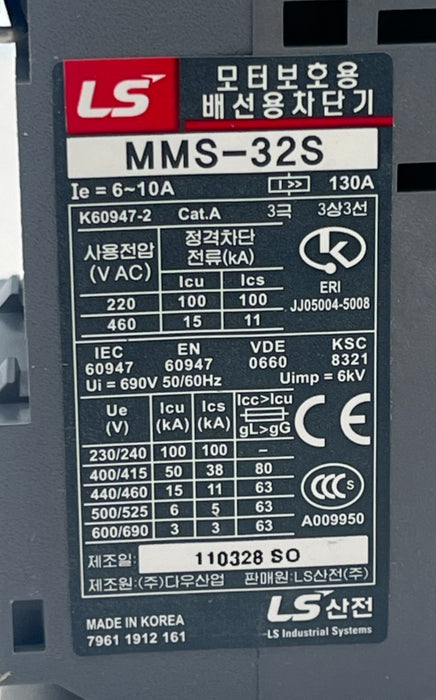 LS
모터보호용
배선용차단기
MMS-32S
Ie = 6~10A I>> 130A
K60947-2 Cat.A 3극 3상3선
사용전압 (V AC) 정격차단 전류(kA)
Icu Ics
220 100 100
460 15 11
K
ERI
JJ05004-5008
IEC 60947 EN 60947 VDE 0660 KSC 8321
Ui = 690V 50/60Hz Uimp = 6kV
Ue (V) Icu (kA) Ics (kA) Icc>Icu gL>gG
230/240 100 100 –
400/415 50 38 80
440/460 15 11 63
500/525 6 5 63
600/690 3 3 63
CE
CCC S
A009950
제조일: 110328 SO
제조원:(주)다우산업 판매원:LS산전(주)
MADE IN KOREA
7961 1912 161
LS산전
LS Industrial Systems